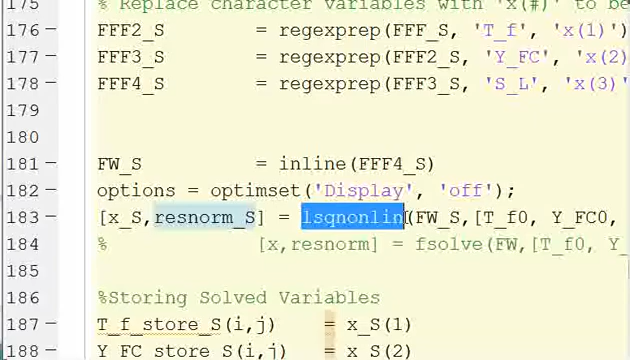 175 % Replace character variables with 'x(#)' to be
176 — FFF2_S = regexprep(FFF_S, 'T_f', 'x(1)')
177 — FFF3_S = regexprep(FFF2_S, 'Y_FC', 'x(2)
178 — FFF4_S = regexprep(FFF3_S, 'S_L', 'x(3)'
179
180
181 — FW_S = inline(FFF4_S)
182 — options = optimset('Display', 'off');
183 — [x_S,resnorm_S] = lsqnonlin(FW_S,[T_f0, Y_FC0,
184 % [x,resnorm] = fsolve(FW,[T_f0, Y_
185
186 %Storing Solved Variables
187 — T_f_store_S(i,j) = x_S(1)
188 — Y_FC_store_S(i,j) = x_S(2)